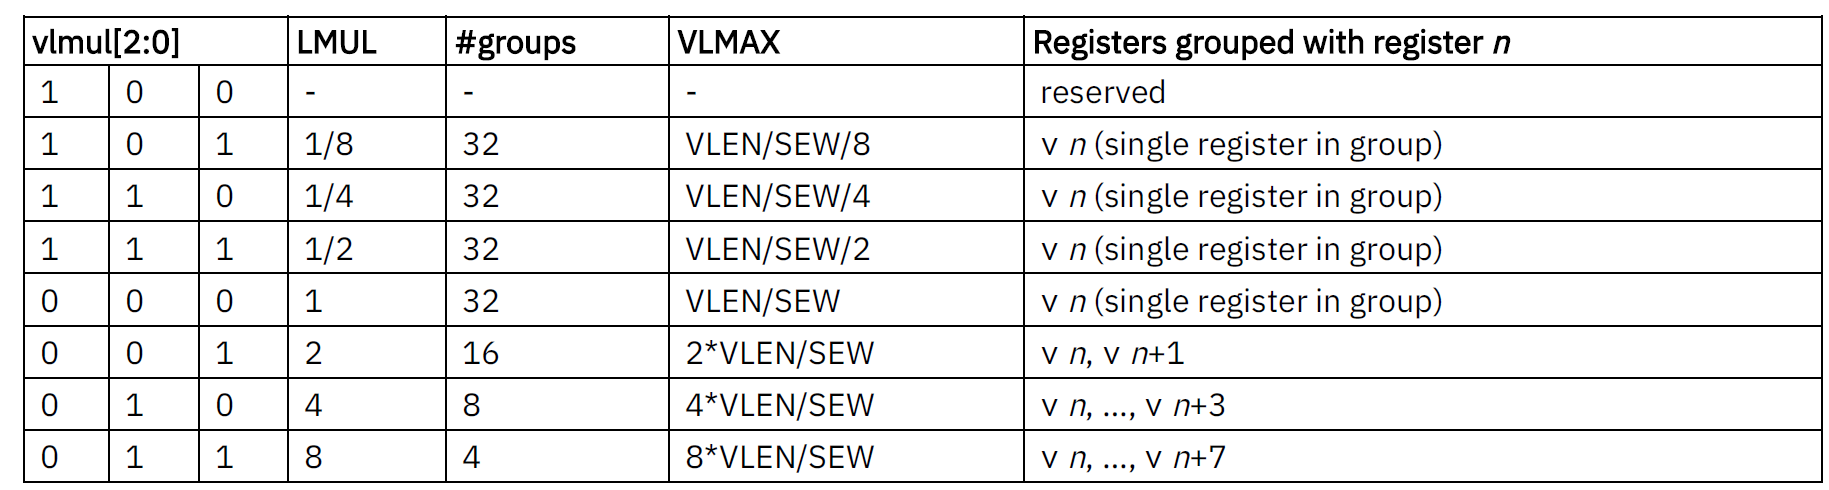 vlmul[2:0] LMUL #groups VLMAX Registers grouped with register n
1 0 0 - - - reserved
1 0 1 1/8 32 VLEN/SEW/8 v n (single register in group)
1 1 0 1/4 32 VLEN/SEW/4 v n (single register in group)
1 1 1 1/2 32 VLEN/SEW/2 v n (single register in group)
0 0 0 1 32 VLEN/SEW v n (single register in group)
0 0 1 2 16 2*VLEN/SEW v n, v n+1
0 1 0 4 8 4*VLEN/SEW v n, ..., v n+3
0 1 1 8 4 8*VLEN/SEW v n, ..., v n+7